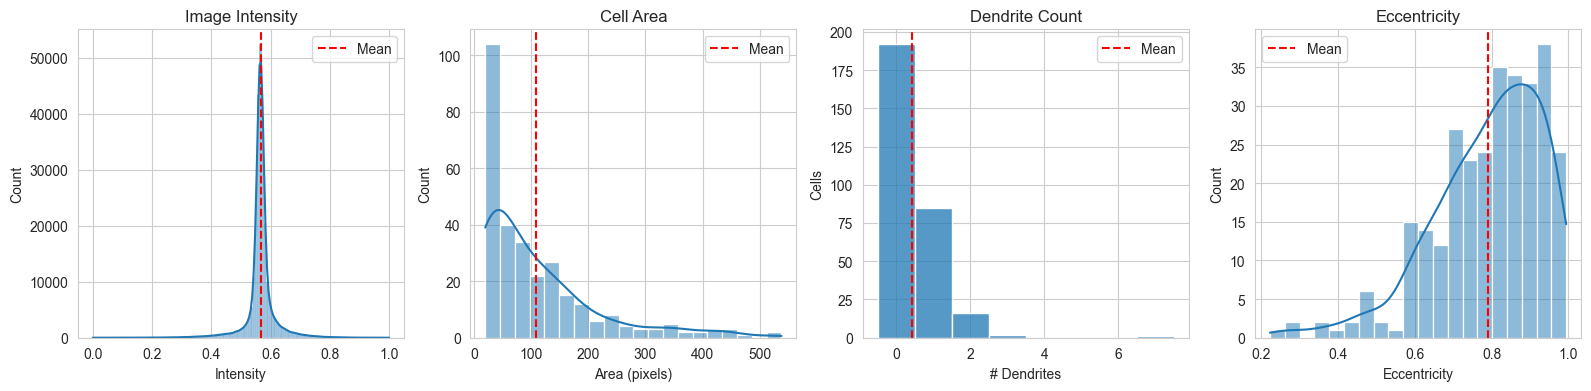 Image Intensity
Mean
50000
40000
30000
20000
10000
0
Count
0.0 0.2 0.4 0.6 0.8 1.0
Intensity
Cell Area
Mean
100
80
60
40
20
0
Count
0 100 200 300 400 500
Area (pixels)
Dendrite Count
Mean
200
175
150
125
100
75
50
25
0
Cells
0 2 4 6
# Dendrites
Eccentricity
Mean
35
30
25
20
15
10
5
0
Count
0.2 0.4 0.6 0.8 1.0
Eccentricity